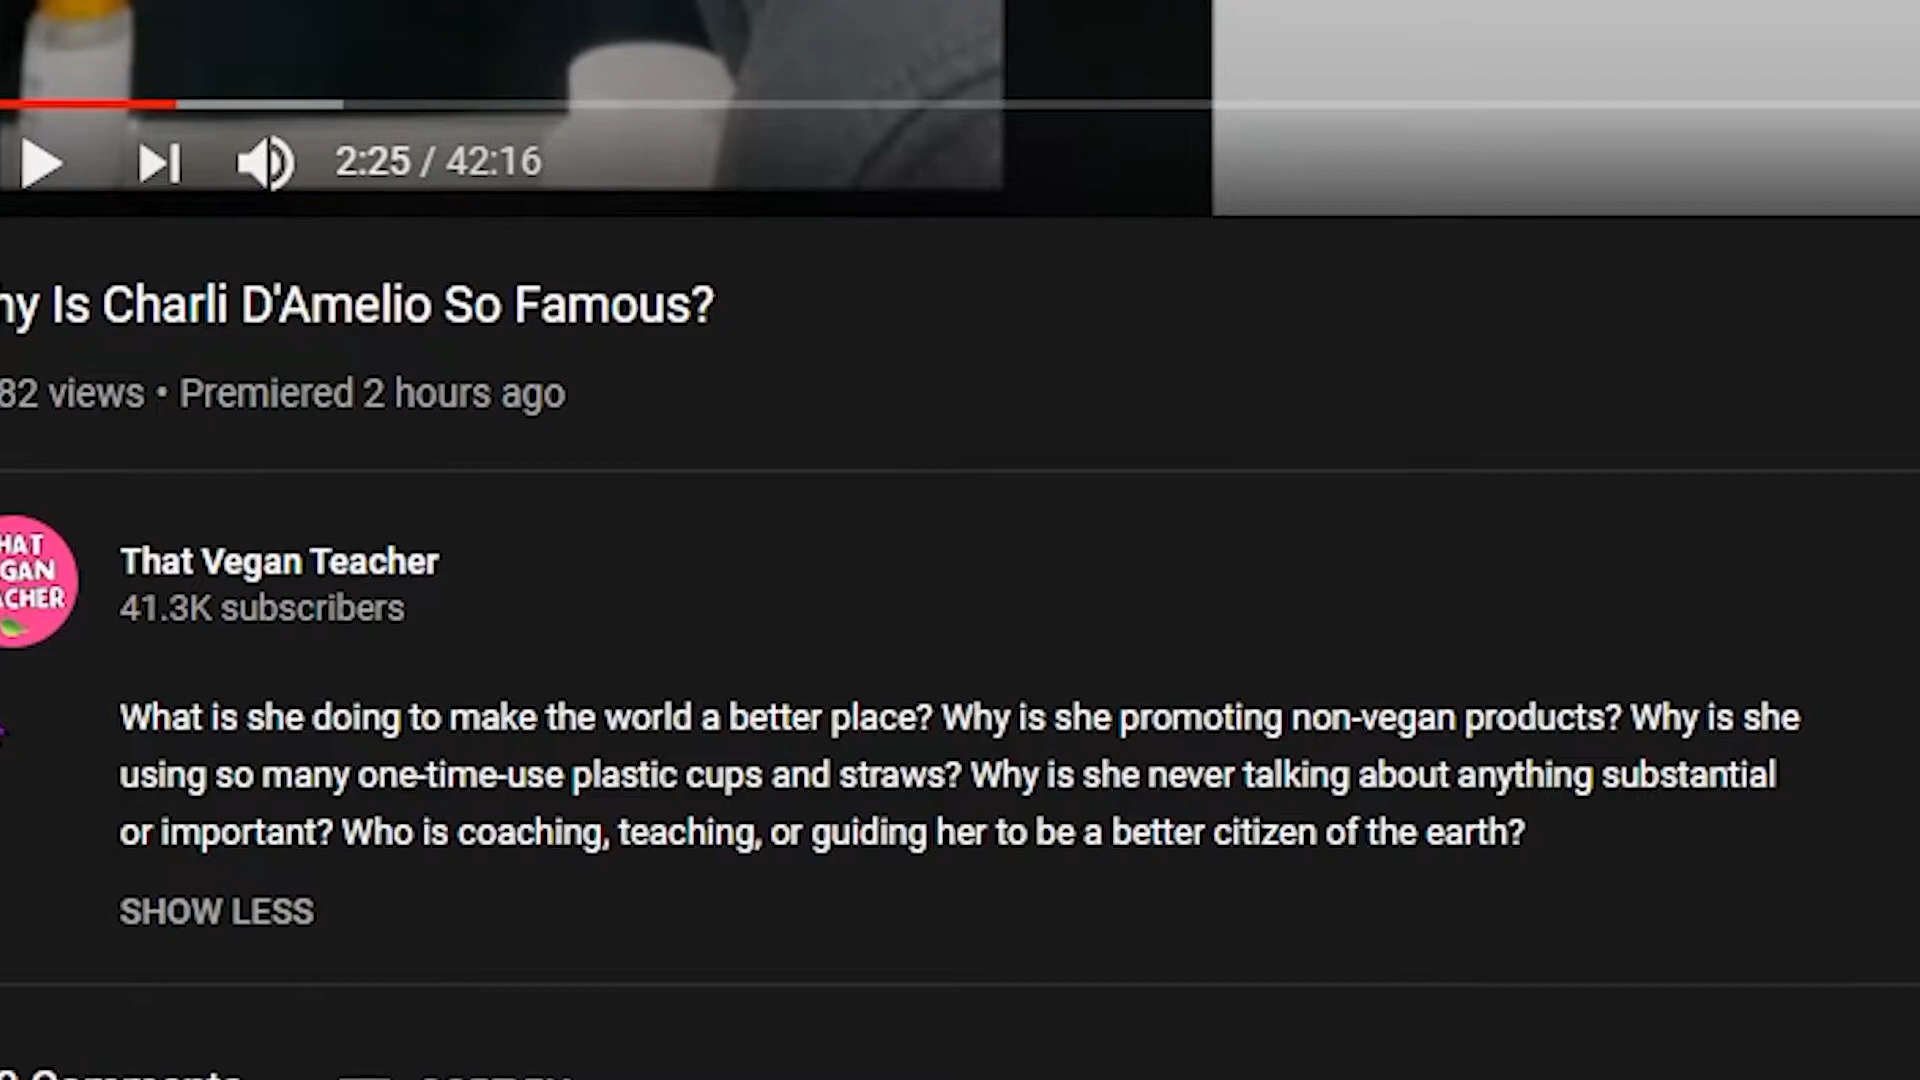 2:25 / 42:16
Is Charli D'Amelio So Famous?
82 views • Premiered 2 hours ago
That Vegan Teacher
41.3K subscribers
What is she doing to make the world a better place? Why is she promoting non-vegan products? Why is she
using so many one-time-use plastic cups and straws? Why is she never talking about anything substantial
or important? Who is coaching, teaching, or guiding her to be a better citizen of the earth?
SHOW LESS